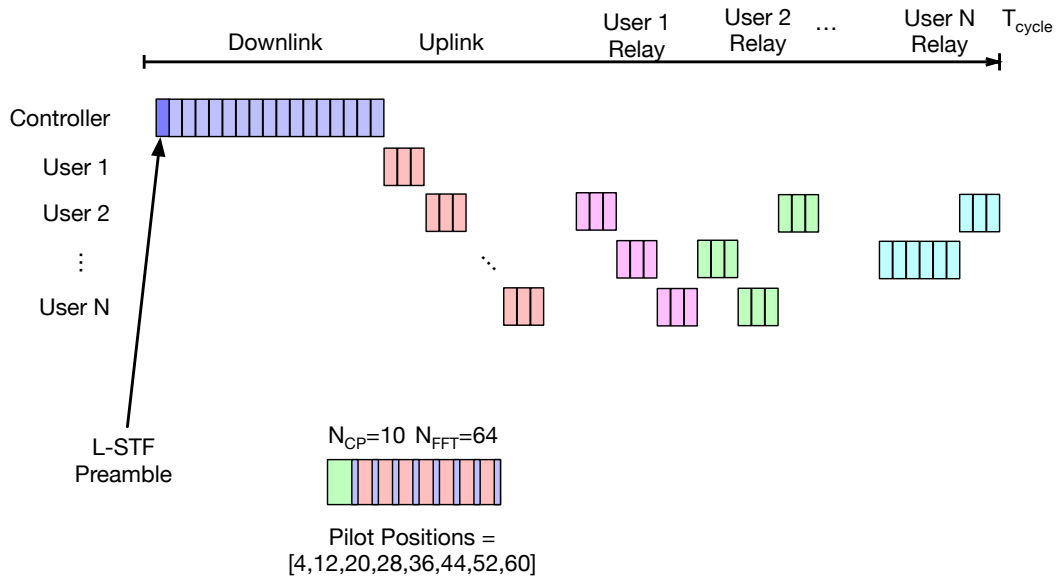 User 1 User 2 … User N T_cycle
Downlink Uplink Relay Relay Relay
Controller
User 1
User 2
⋮
⋱
User N
L-STF
Preamble
N_CP=10 N_FFT=64
Pilot Positions =
[4,12,20,28,36,44,52,60]